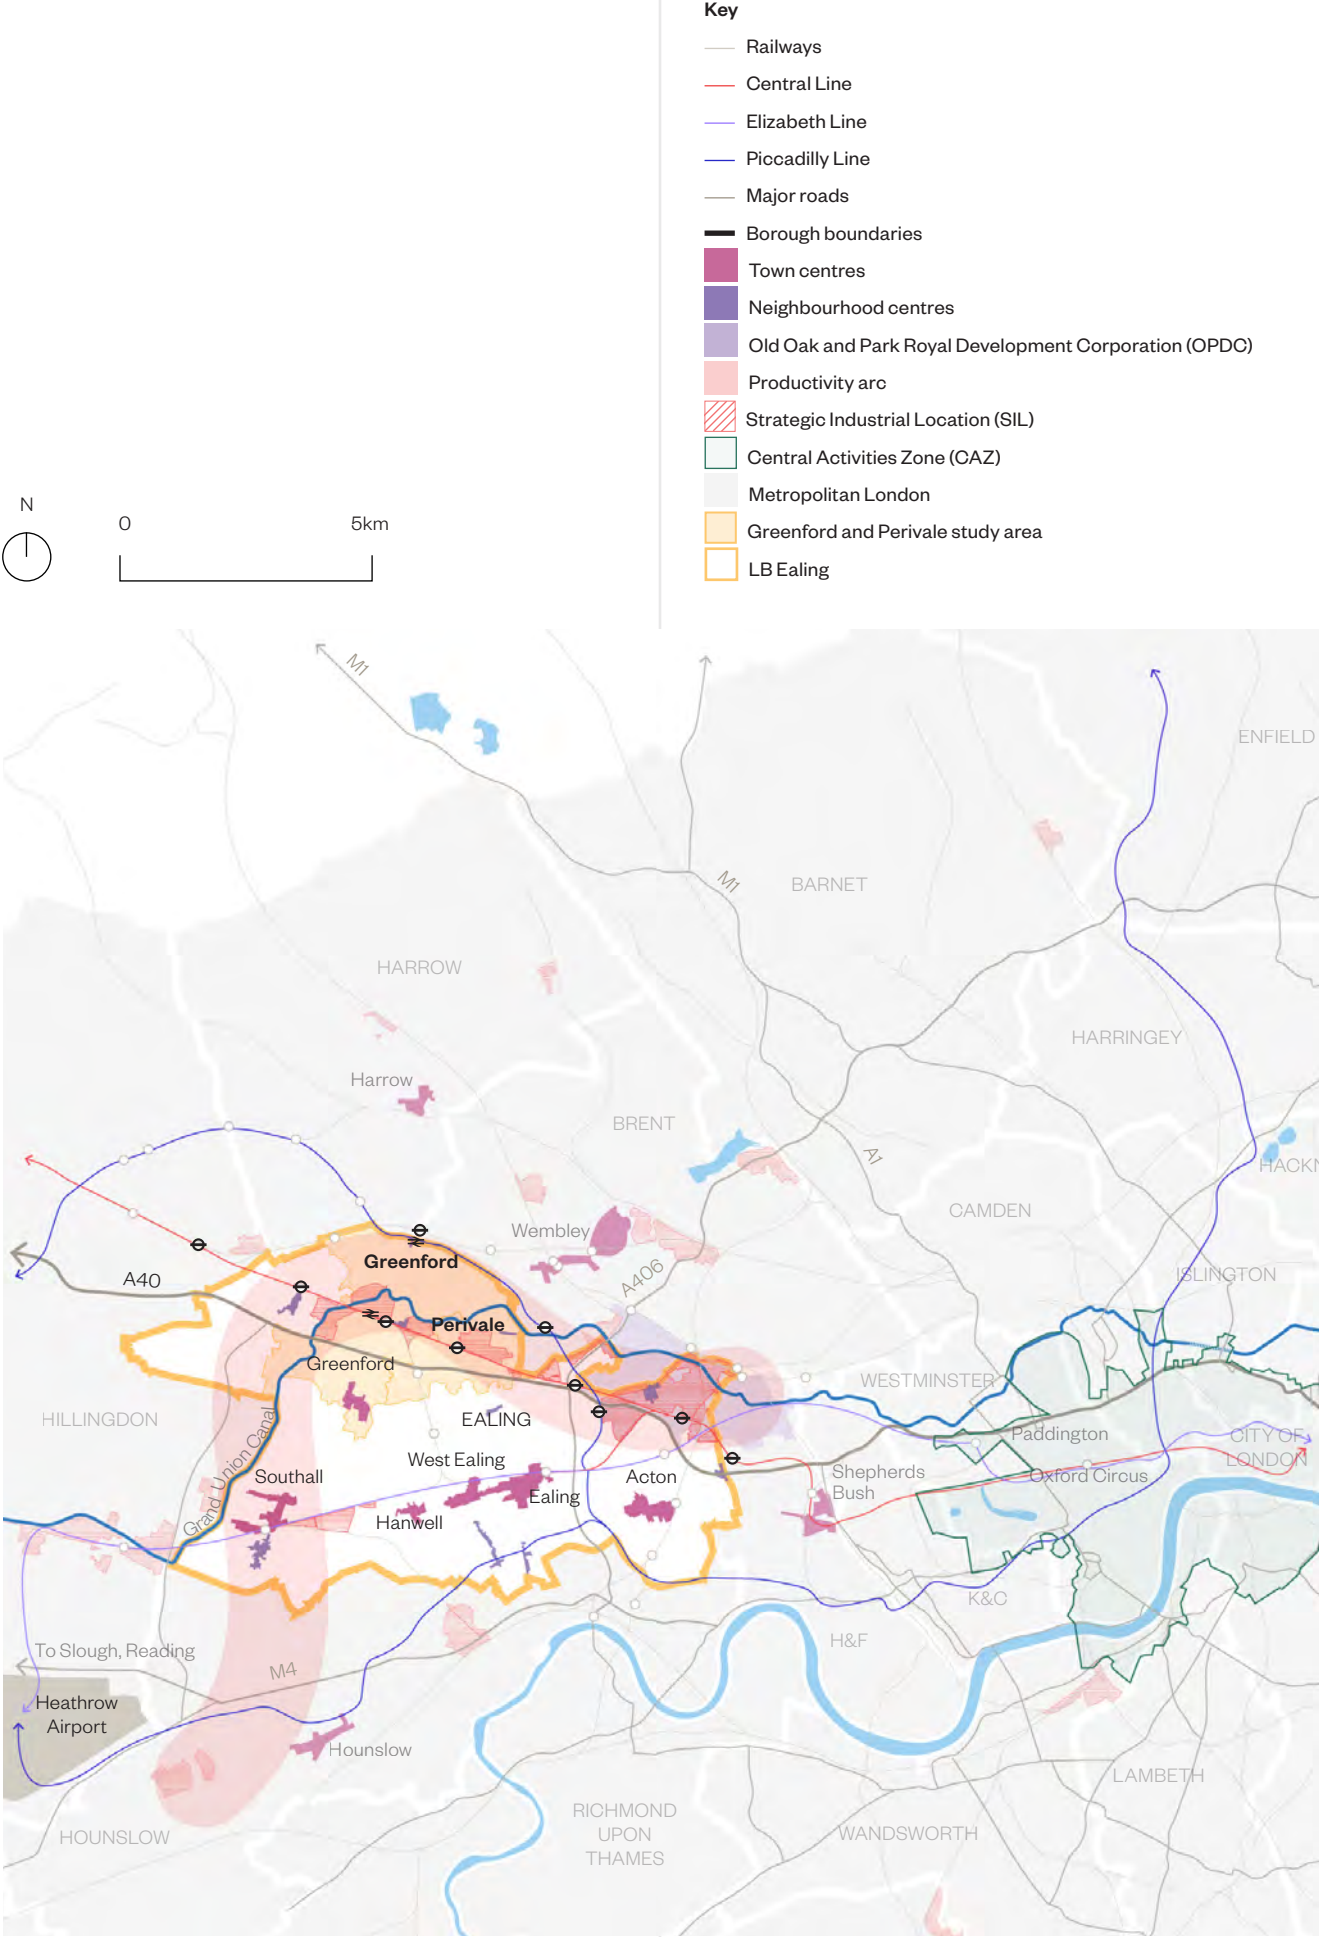 Key
Railways
Central Line
Elizabeth Line
Piccadilly Line
Major roads
Borough boundaries
Town centres
Neighbourhood centres
Old Oak and Park Royal Development Corporation (OPDC)
Productivity arc
Strategic Industrial Location (SIL)
Central Activities Zone (CAZ)
Metropolitan London
Greenford and Perivale study area
LB Ealing
N
0
5km
M1
ENFIELD
M1
BARNET
HARROW
HARRINGEY
Harrow
BRENT
A1
HACKN
CAMDEN
Wembley
Greenford
A40
A406
ISLINGTON
Perivale
Greenford
WESTMINSTER
HILLINGDON
EALING
Grand Union Canal
Paddington
CITY OF
LONDON
West Ealing
Southall
Ealing
Acton
Shepherds
Bush
Oxford Circus
Hanwell
K&C
H&F
To Slough, Reading
M4
Heathrow
Airport
Hounslow
LAMBETH
RICHMOND
UPON
THAMES
HOUNSLOW
WANDSWORTH